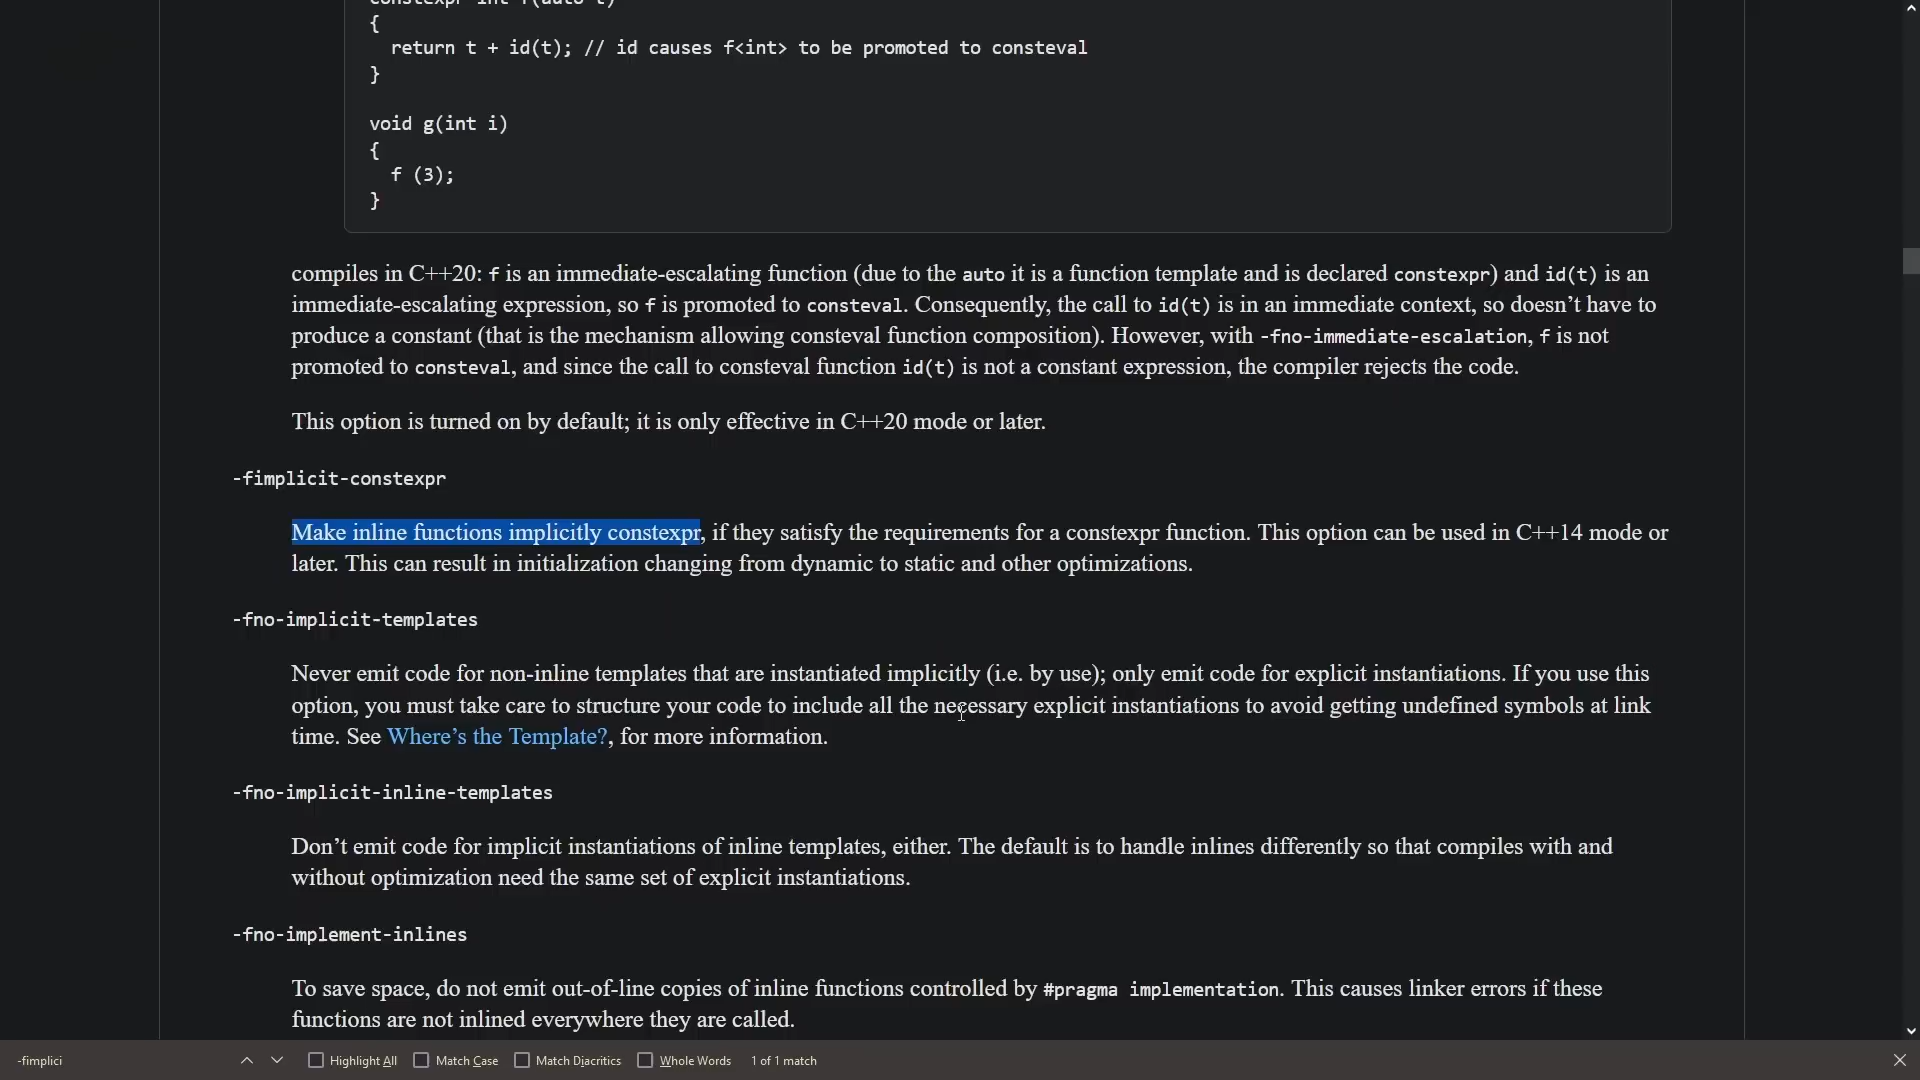 constexpr int f(auto t)
{
return t + id(t); // id causes f<int> to be promoted to consteval
}
void g(int i)
{
f (3);
}
compiles in C++20: f is an immediate-escalating function (due to the auto it is a function template and is declared constexpr) and id(t) is an
immediate-escalating expression, so f is promoted to consteval. Consequently, the call to id(t) is in an immediate context, so doesn’t have to
produce a constant (that is the mechanism allowing consteval function composition). However, with -fno-immediate-escalation, f is not
promoted to consteval, and since the call to consteval function id(t) is not a constant expression, the compiler rejects the code.
This option is turned on by default; it is only effective in C++20 mode or later.
-fimplicit-constexpr
Make inline functions implicitly constexpr, if they satisfy the requirements for a constexpr function. This option can be used in C++14 mode or
later. This can result in initialization changing from dynamic to static and other optimizations.
-fno-implicit-templates
Never emit code for non-inline templates that are instantiated implicitly (i.e. by use); only emit code for explicit instantiations. If you use this
option, you must take care to structure your code to include all the necessary explicit instantiations to avoid getting undefined symbols at link
time. See Where’s the Template?, for more information.
-fno-implicit-inline-templates
Don’t emit code for implicit instantiations of inline templates, either. The default is to handle inlines differently so that compiles with and
without optimization need the same set of explicit instantiations.
-fno-implement-inlines
To save space, do not emit out-of-line copies of inline functions controlled by #pragma implementation. This causes linker errors if these
functions are not inlined everywhere they are called.
-fimplici Highlight All Match Case Match Diacritics Whole Words 1 of 1 match